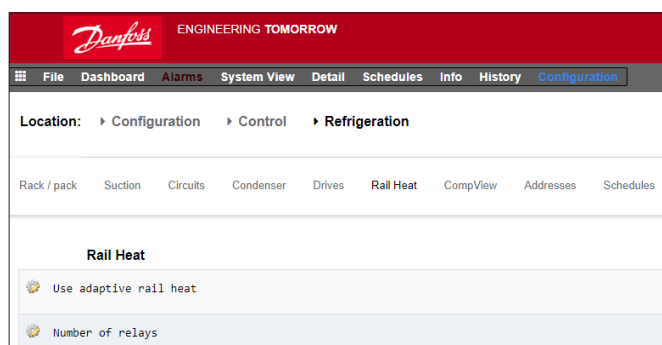 Danfoss ENGINEERING TOMORROW
File Dashboard Alarms System View Detail Schedules Info History Configuration
Location: Configuration Control Refrigeration
Rack / pack Suction Circuits Condenser Drives Rail Heat CompView Addresses Schedules
Rail Heat
Use adaptive rail heat
Number of relays